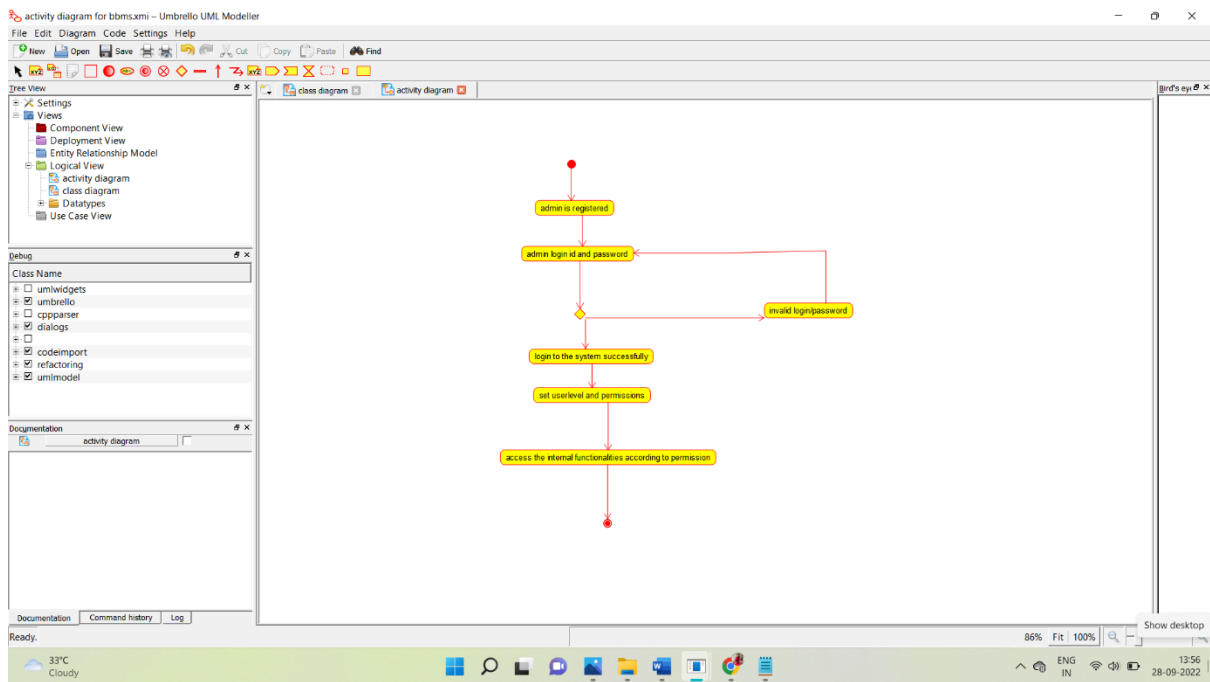 activity diagram for bbms.xmi – Umbrello UML Modeller
File Edit Diagram Code Settings Help
New Open Save Cut Copy Paste Find
Tree View
class diagram activity diagram
Bird's eye
Settings
Views
Component View
Deployment View
Entity Relationship Model
Logical View
activity diagram
class diagram
Datatypes
Use Case View
Debug
Class Name
umlwidgets
umbrello
cppparser
dialogs
codeimport
refactoring
umlmodel
Documentation
activity diagram
admin is registered
admin login id and password
invalid login/password
login to the system successfully
set userlevel and permissions
access the internal functionalities according to permission
Documentation Command history Log
Ready.
86% Fit 100%
Show desktop
33°C
Cloudy
ENG
IN
13:56
28-09-2022